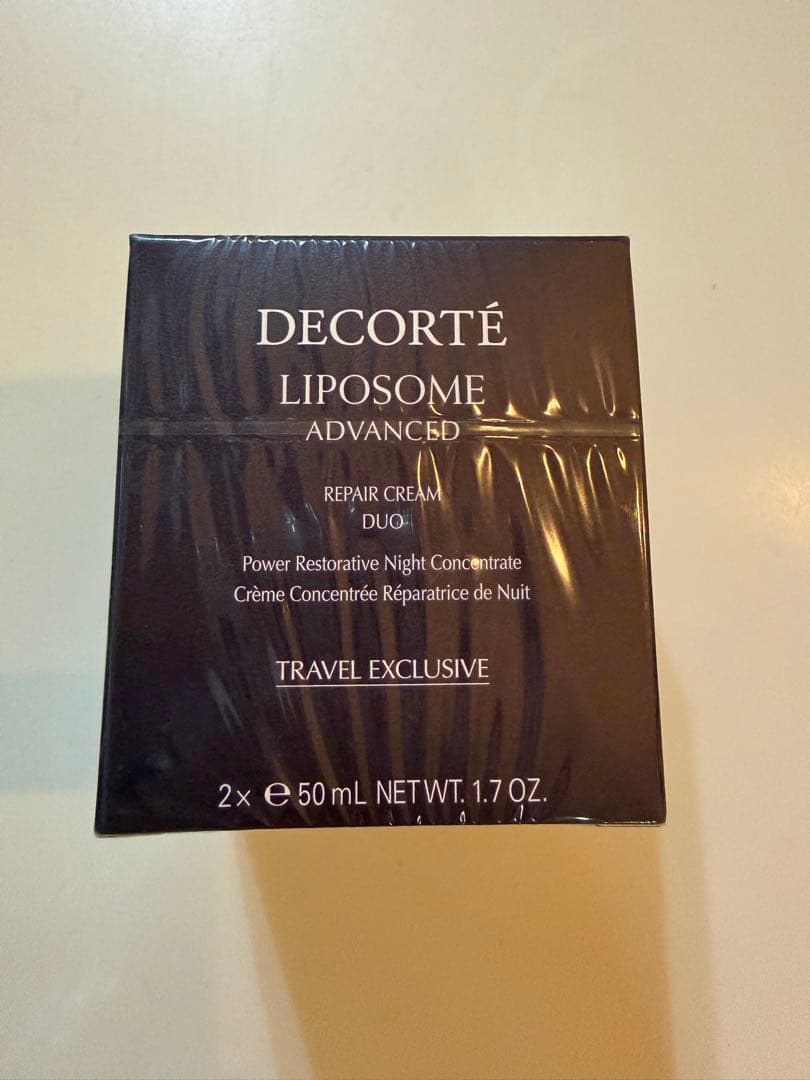 DECORTÉ
LIPOSOME
ADVANCED
REPAIR CREAM
DUO
Power Restorative Night Concentrate
Crème Concentrée Réparatrice de Nuit
TRAVEL EXCLUSIVE
2× ℮ 50 mL NET WT. 1.7 OZ.